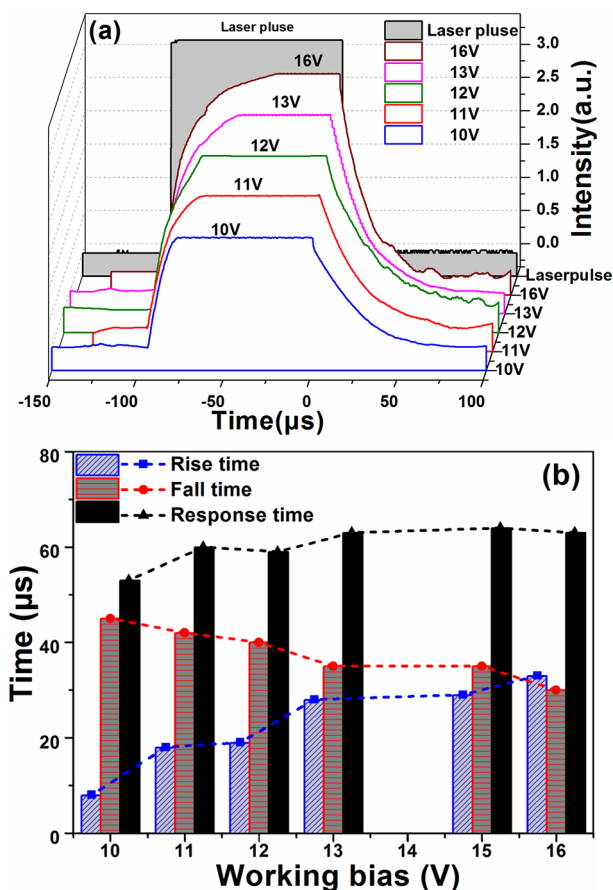 (a)
Laser pluse
Laser pluse
16V
13V
12V
11V
10V
16V
13V
12V
11V
10V
3.0
2.5
2.0
1.5
1.0
0.5
0.0
Intensity(a.u.)
Laserpulse
16V
13V
12V
11V
10V
-150
-100
-50
0
50
100
Time(µs)
(b)
Rise time
Fall time
Response time
80
60
40
20
0
Time (µs)
10
11
12
13
14
15
16
Working bias (V)